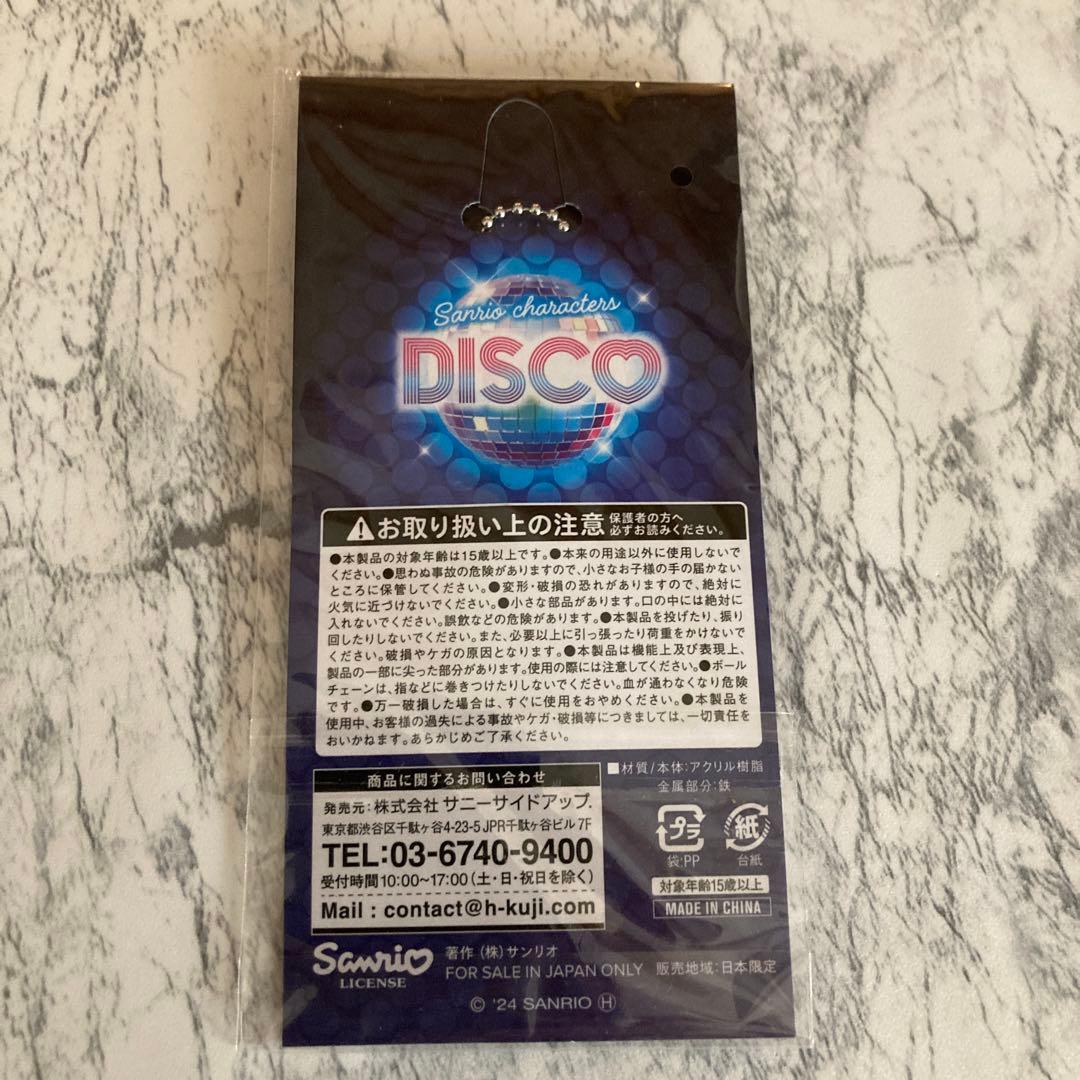 Sanrio characters
DISCO
お取り扱い上の注意 保護者の方へ
必ずお読みください。
●本製品の対象年齢は15歳以上です。●本来の用途以外に使用しないで
ください。●思わぬ事故の危険がありますので、小さなお子様の手の届かない
ところに保管してください。●変形・破損の恐れがありますので、絶対に
火気に近づけないでください。●小さな部品があります。口の中には絶対に
入れないでください。誤飲などの危険があります。●本製品を投げたり、振り
回したりしないでください。また、必要以上に引っ張ったり荷重をかけないで
ください。破損やケガの原因となります。●本製品は機能上及び表現上、
製品の一部に尖った部分があります。使用の際には注意してください。●ボール
チェーンは、指などに巻きつけたりしないでください。血が通わなくなり危険
です。●万一破損した場合は、すぐに使用をおやめください。●本製品を
使用中、お客様の過失による事故やケガ・破損等につきましては、一切責任を
おいかねます。あらかじめご了承ください。
商品に関するお問い合わせ
発売元:株式会社 サニーサイドアップ.
東京都渋谷区千駄ヶ谷4-23-5 JPR千駄ヶ谷ビル 7F
TEL:03-6740-9400
受付時間10:00~17:00(土・日・祝日を除く)
Mail : contact@h-kuji.com
■材質/本体:アクリル樹脂
金属部分:鉄
プラ
紙
袋:PP
台紙
対象年齢15歳以上
MADE IN CHINA
Sanrio
LICENSE
著作 (株)サンリオ
FOR SALE IN JAPAN ONLY 販売地域:日本限定
© '24 SANRIO Ⓗ